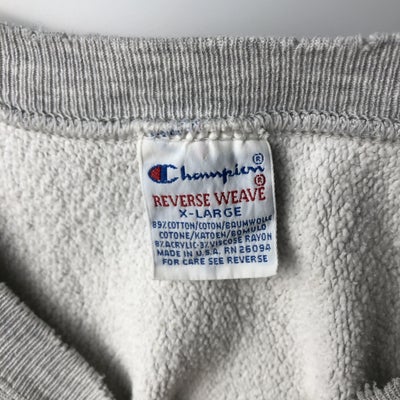 Champion®
REVERSE WEAVE®
X-LARGE
89% COTTON/COTON/BAUMWOLLE
COTONE/KATOEN/BOMULD
8% ACRYLIC-3% VISCOSE RAYON
MADE IN U.S.A. RN 26094
FOR CARE SEE REVERSE